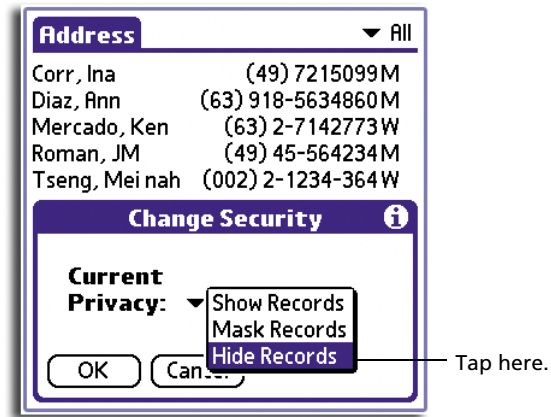 Address All
Corr, Ina (49) 7215099M
Diaz, Ann (63) 918-5634860M
Mercado, Ken (63) 2-7142773W
Roman, JM (49) 45-564234M
Tseng, Mei nah (002) 2-1234-364W
Change Security i
Current
Privacy: Show Records
Mask Records
Hide Records
Tap here.
OK